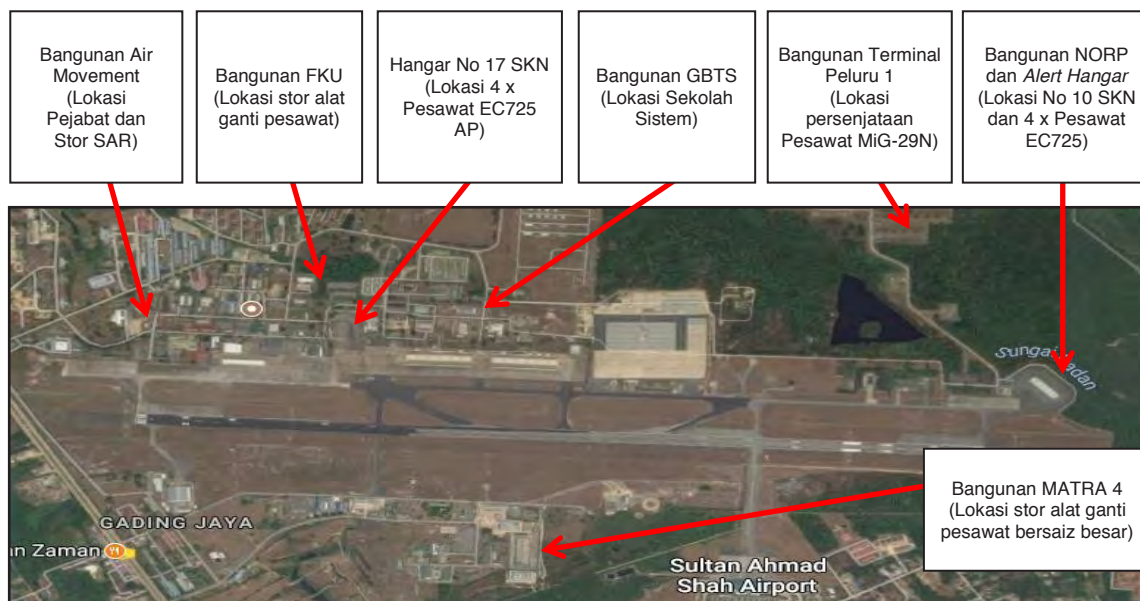 Bangunan Air
Movement
(Lokasi
Pejabat dan
Stor SAR)
Bangunan FKU
(Lokasi stor alat
ganti pesawat)
Hangar No 17 SKN
(Lokasi 4 x
Pesawat EC725
AP)
Bangunan GBTS
(Lokasi Sekolah
Sistem)
Bangunan Terminal
Peluru 1
(Lokasi
persenjataan
Pesawat MiG-29N)
Bangunan NORP
dan Alert Hangar
(Lokasi No 10 SKN
dan 4 x Pesawat
EC725)
Bangunan MATRA 4
(Lokasi stor alat ganti
pesawat bersaiz besar)
GADING JAYA
an Zaman
Sultan Ahmad
Shah Airport